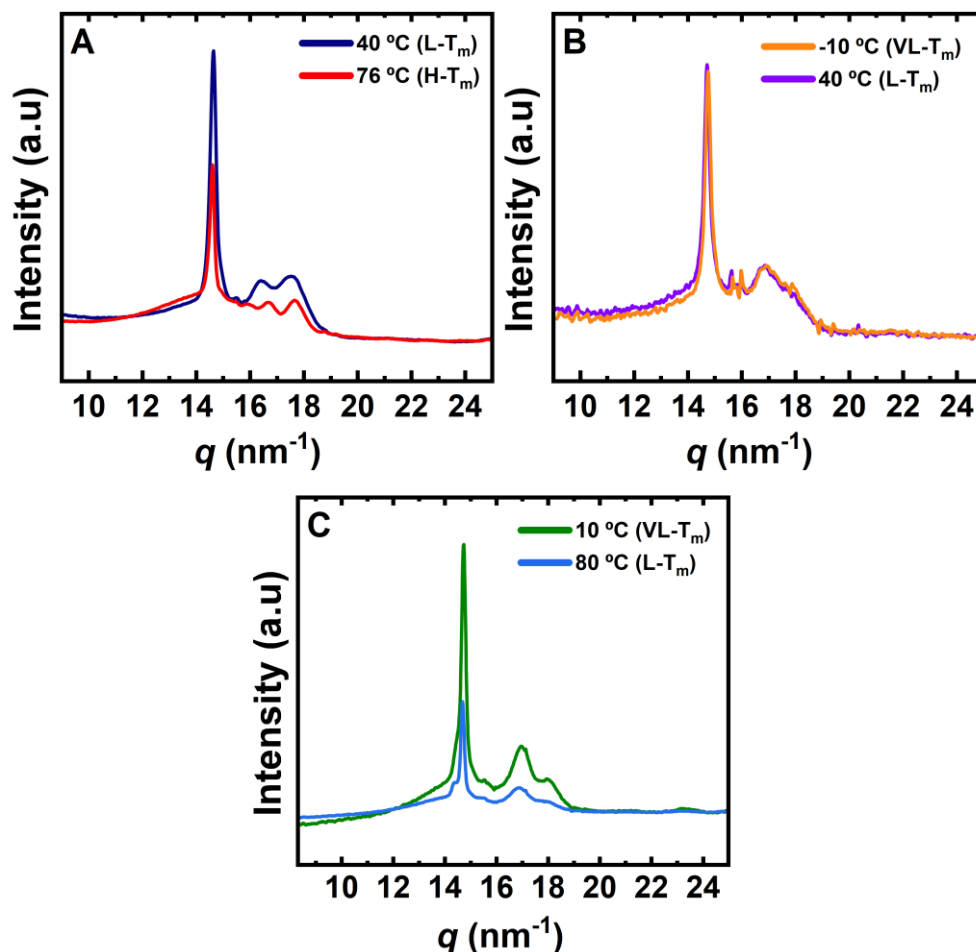 A
40 ºC (L-Tm)
76 ºC (H-Tm)
Intensity (a.u)
10 12 14 16 18 20 22 24
q (nm-1)
B
-10 ºC (VL-Tm)
40 ºC (L-Tm)
Intensity (a.u)
10 12 14 16 18 20 22 24
q (nm-1)
C
10 ºC (VL-Tm)
80 ºC (L-Tm)
Intensity (a.u)
10 12 14 16 18 20 22 24
q (nm-1)